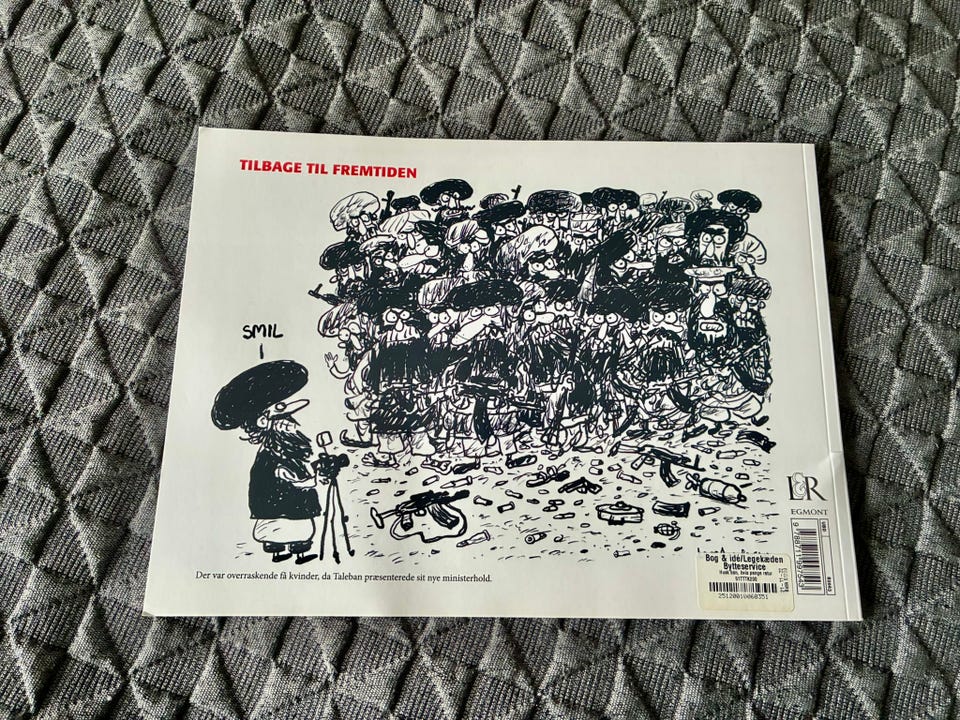 TILBAGE TIL FREMTIDEN
SMIL
Der var overraskende få kvinder, da Taleban præsenterede sit nye ministerhold.
L&R
EGMONT
Bog & idé/Legekæden
Bytteservice
25120010060351